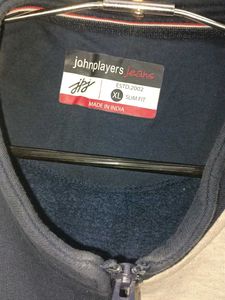 johnplayers jeans
jpj
ESTD.2002
XL SLIM FIT
MADE IN INDIA